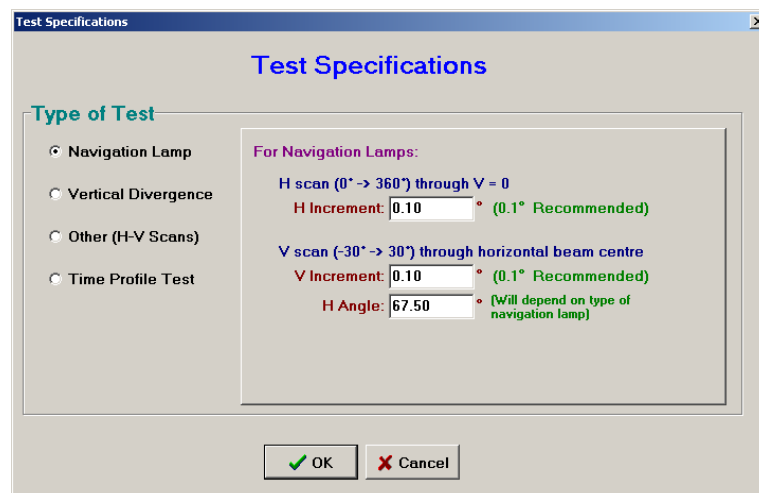 Test Specifications
Test Specifications
Type of Test
Navigation Lamp
Vertical Divergence
Other (H-V Scans)
Time Profile Test
For Navigation Lamps:
H scan (0° -> 360°) through V = 0
H Increment: 0.10 ° (0.1° Recommended)
V scan (-30° -> 30°) through horizontal beam centre
V Increment: 0.10 ° (0.1° Recommended)
H Angle: 67.50 ° (Will depend on type of
navigation lamp)
OK Cancel